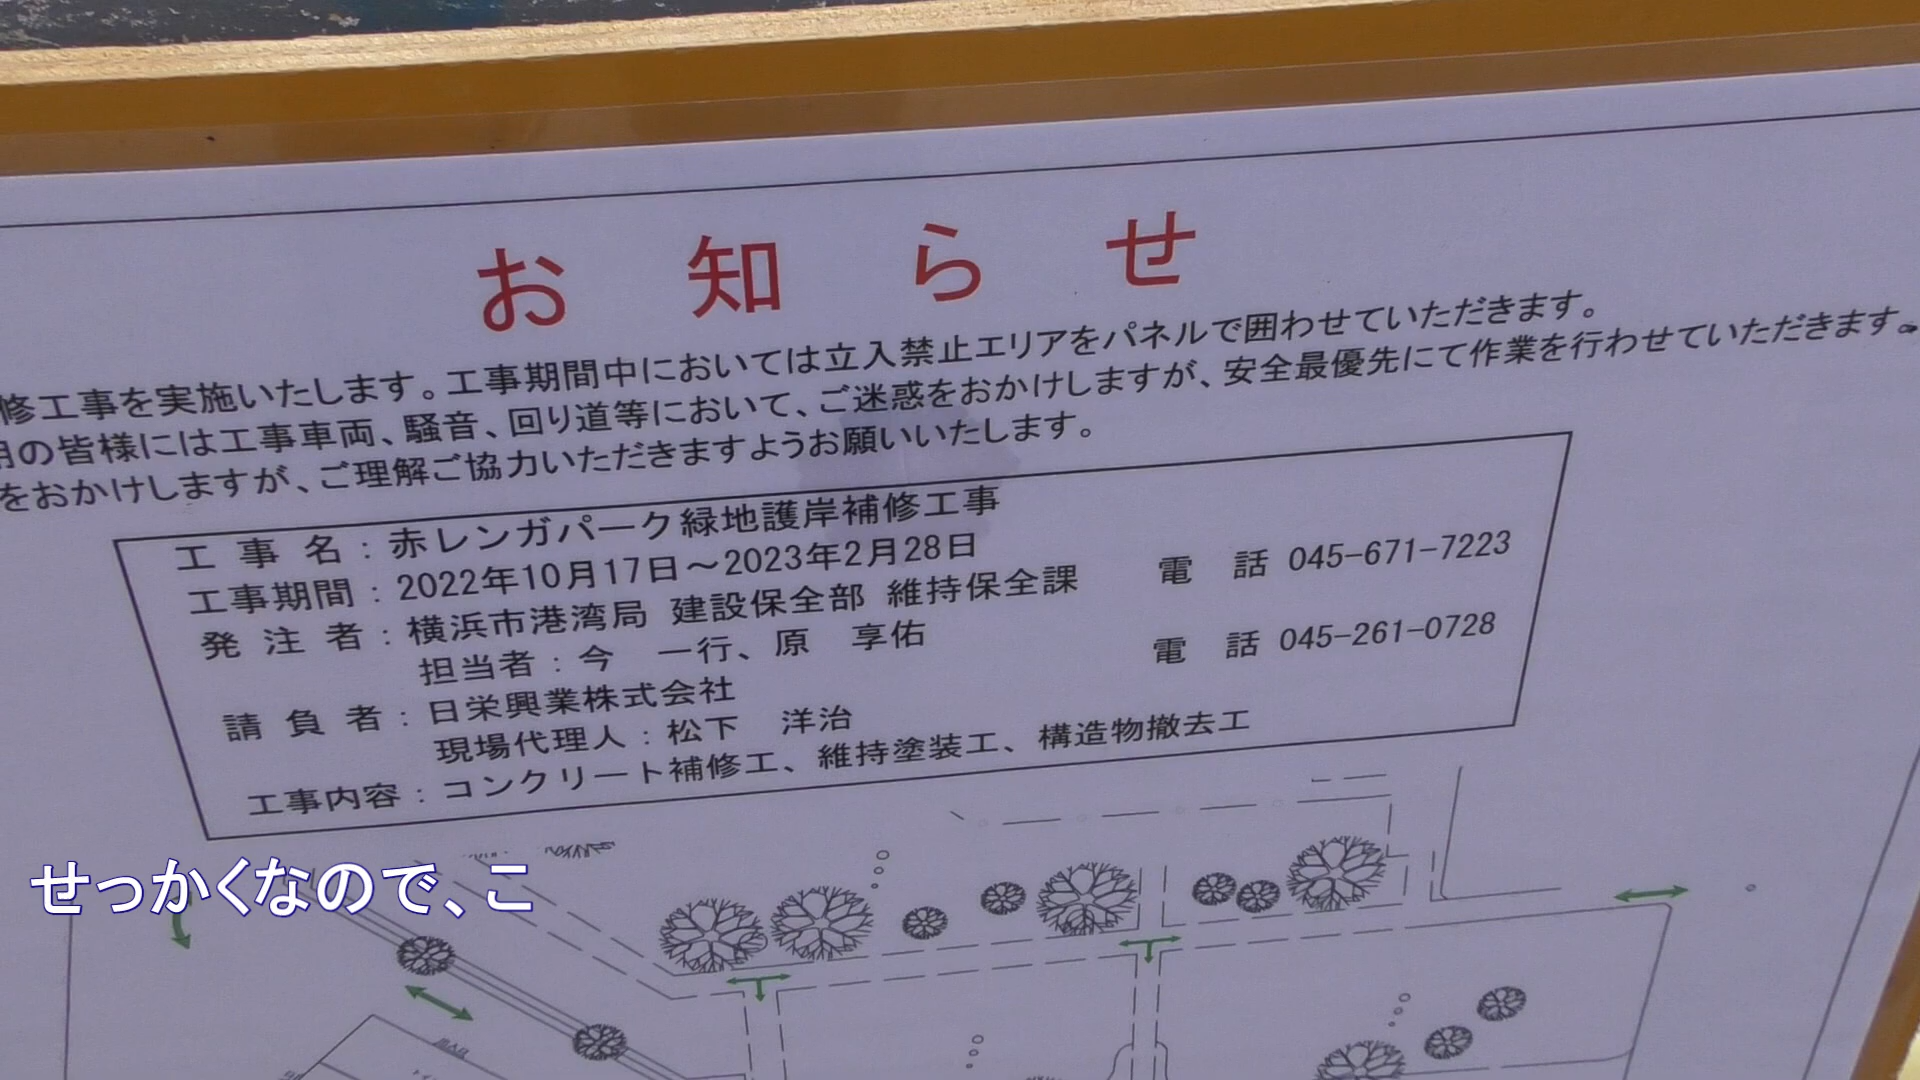 お知らせ
修工事を実施いたします。工事期間中においては立入禁止エリアをパネルで囲わせていただきます。
の皆様には工事車両、騒音、回り道等において、ご迷惑をおかけしますが、安全最優先にて作業を行わせていただきます。
をおかけしますが、ご理解ご協力いただきますようお願いいたします。
工事名：赤レンガパーク緑地護岸補修工事
工事期間：2022年10月17日～2023年2月28日
発注者：横浜市港湾局 建設保全部 維持保全課 電話 045-671-7223
担当者：今 一行、原 享佑
請負者：日栄興業株式会社 電話 045-261-0728
現場代理人：松下 洋治
工事内容：コンクリート補修工、維持塗装工、構造物撤去工
せっかくなので、こ